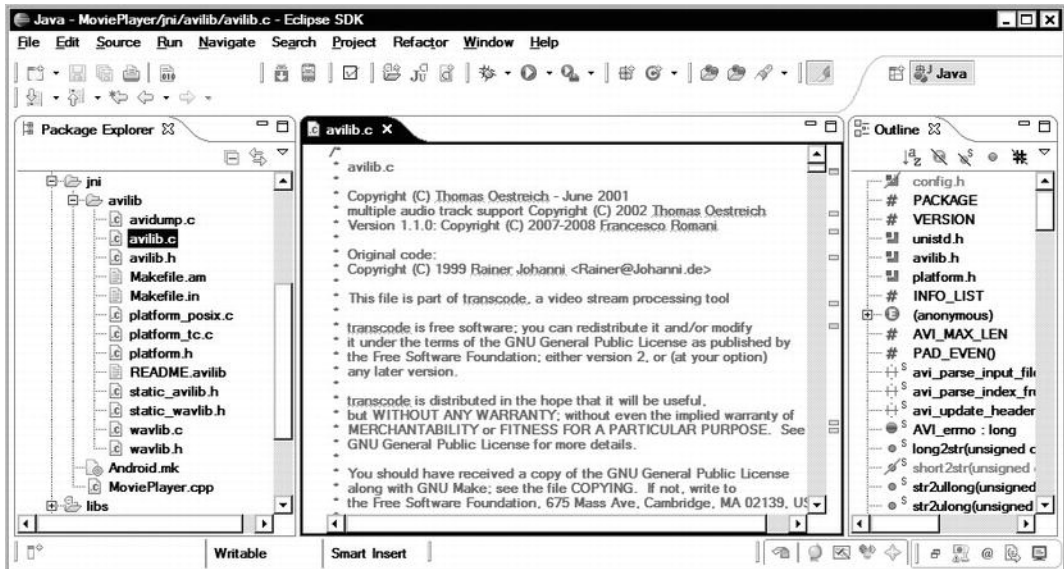 Java - MoviePlayer/jni/avilib/avilib.c - Eclipse SDK
File Edit Source Run Navigate Search Project Refactor Window Help
Java
Package Explorer
jni
avilib
avidump.c
avilib.c
avilib.h
Makefile.am
Makefile.in
platform_posix.c
platform_tc.c
platform.h
README.avilib
static_avilib.h
static_wavlib.h
wavlib.c
wavlib.h
Android.mk
MoviePlayer.cpp
libs
avilib.c
/*
* avilib.c
*
* Copyright (C) Thomas Oestreich - June 2001
* multiple audio track support Copyright (C) 2002 Thomas Oestreich
* Version 1.1.0: Copyright (C) 2007-2008 Francesco Romani
*
* Original code:
* Copyright (C) 1999 Rainer Johanni <Rainer@Johanni.de>
*
* This file is part of transcode, a video stream processing tool
*
* transcode is free software; you can redistribute it and/or modify
* it under the terms of the GNU General Public License as published by
* the Free Software Foundation; either version 2, or (at your option)
* any later version.
*
* transcode is distributed in the hope that it will be useful,
* but WITHOUT ANY WARRANTY; without even the implied warranty of
* MERCHANTABILITY or FITNESS FOR A PARTICULAR PURPOSE. See
* GNU General Public License for more details.
*
* You should have received a copy of the GNU General Public License
* along with GNU Make; see the file COPYING. If not, write to
* the Free Software Foundation, 675 Mass Ave, Cambridge, MA 02139, US
Outline
config.h
# PACKAGE
# VERSION
unistd.h
avilib.h
platform.h
# INFO_LIST
(anonymous)
# AVI_MAX_LEN
# PAD_EVEN()
avi_parse_input_file
avi_parse_index_fr
avi_update_header
AVI_errno : long
long2str(unsigned c
short2str(unsigned
str2ullong(unsigned
str2ulong(unsigned
Writable Smart Insert